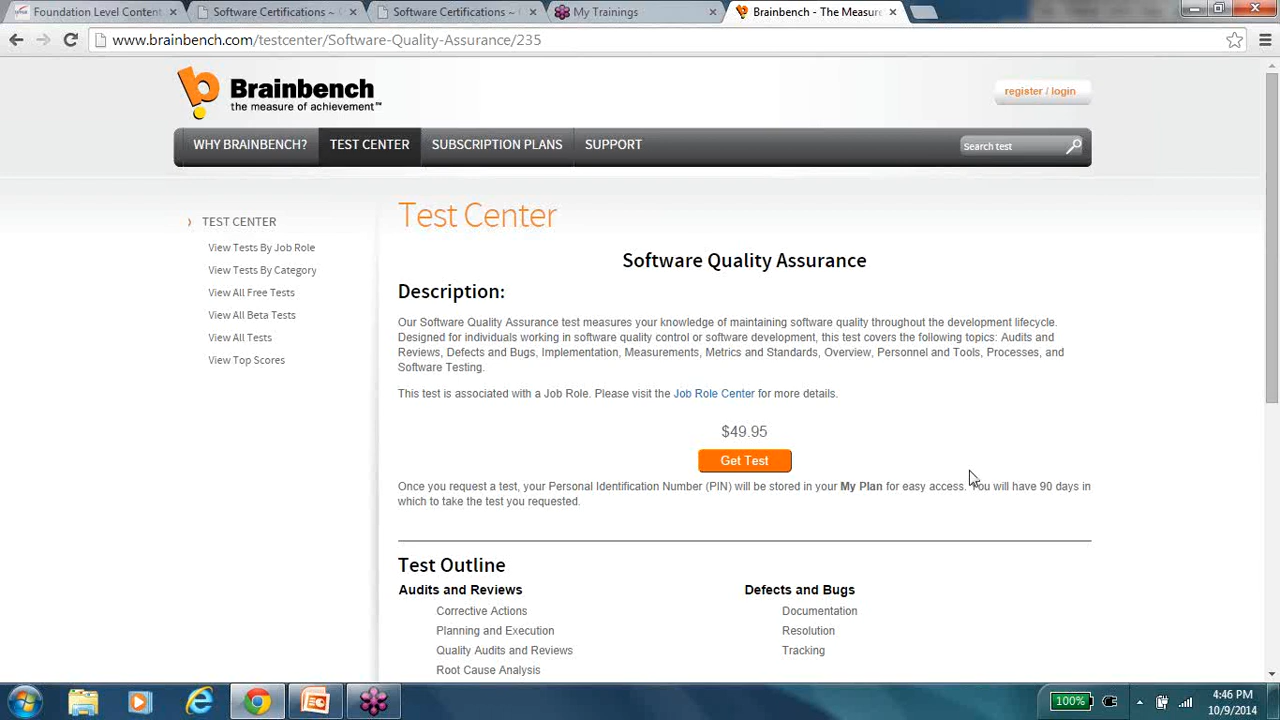 Foundation Level Content
Software Certifications ~
Software Certifications ~
My Trainings
Brainbench - The Measur
www.brainbench.com/testcenter/Software-Quality-Assurance/235
Brainbench
the measure of achievement™
register / login
WHY BRAINBENCH?
TEST CENTER
SUBSCRIPTION PLANS
SUPPORT
Search test
TEST CENTER
View Tests By Job Role
View Tests By Category
View All Free Tests
View All Beta Tests
View All Tests
View Top Scores
Test Center
Software Quality Assurance
Description:
Our Software Quality Assurance test measures your knowledge of maintaining software quality throughout the development lifecycle.
Designed for individuals working in software quality control or software development, this test covers the following topics: Audits and
Reviews, Defects and Bugs, Implementation, Measurements, Metrics and Standards, Overview, Personnel and Tools, Processes, and
Software Testing.
This test is associated with a Job Role. Please visit the Job Role Center for more details.
$49.95
Get Test
Once you request a test, your Personal Identification Number (PIN) will be stored in your My Plan for easy access. You will have 90 days in
which to take the test you requested.
Test Outline
Audits and Reviews
Corrective Actions
Planning and Execution
Quality Audits and Reviews
Root Cause Analysis
Defects and Bugs
Documentation
Resolution
Tracking
100%
4:46 PM
10/9/2014